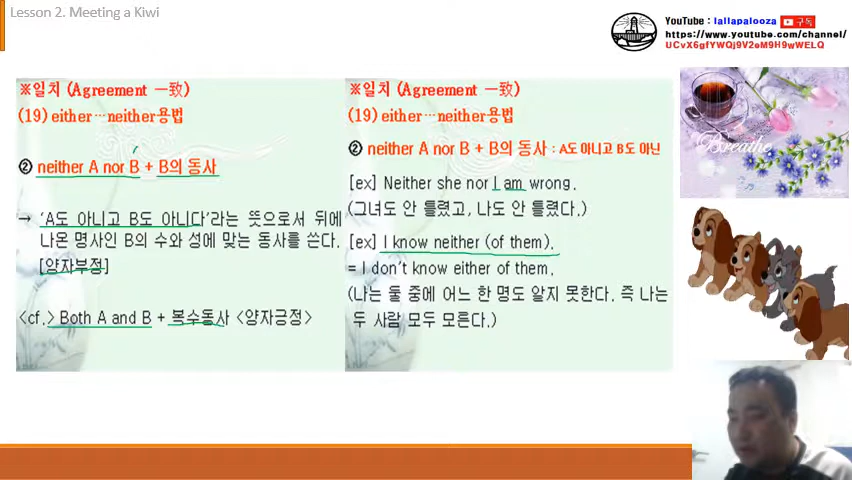 Lesson 2. Meeting a Kiwi
YouTube : lallapalooza 구독
https://www.youtube.com/channel/
UCvX6gfYWQj9V2eM9H9wWELQ
※일치 (Agreement 一致)
(19) either…neither용법
② neither A nor B + B의 동사
→ 'A도 아니고 B도 아니다'라는 뜻으로서 뒤에
나온 명사인 B의 수와 성에 맞는 동사를 쓴다.
[양자부정]
<cf.> Both A and B + 복수동사 <양자긍정>
※일치 (Agreement 一致)
(19) either…neither용법
② neither A nor B + B의 동사 : A도 아니고 B도 아닌
[ex] Neither she nor I am wrong.
(그녀도 안 틀렸고, 나도 안 틀렸다.)
[ex] I know neither (of them).
= I don't know either of them.
(나는 둘 중에 어느 한 명도 알지 못한다. 즉 나는
두 사람 모두 모른다.)
Breathe